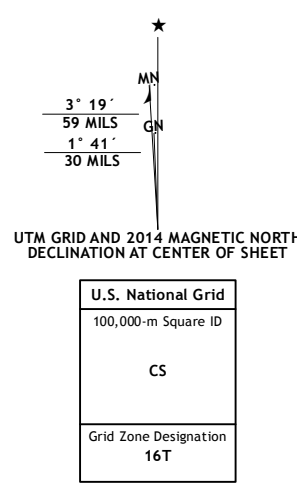 ★
MN
3° 19´
59 MILS
GN
1° 41´
30 MILS
UTM GRID AND 2014 MAGNETIC NORTH
DECLINATION AT CENTER OF SHEET
U.S. National Grid
100,000-m Square ID
CS
Grid Zone Designation
16T